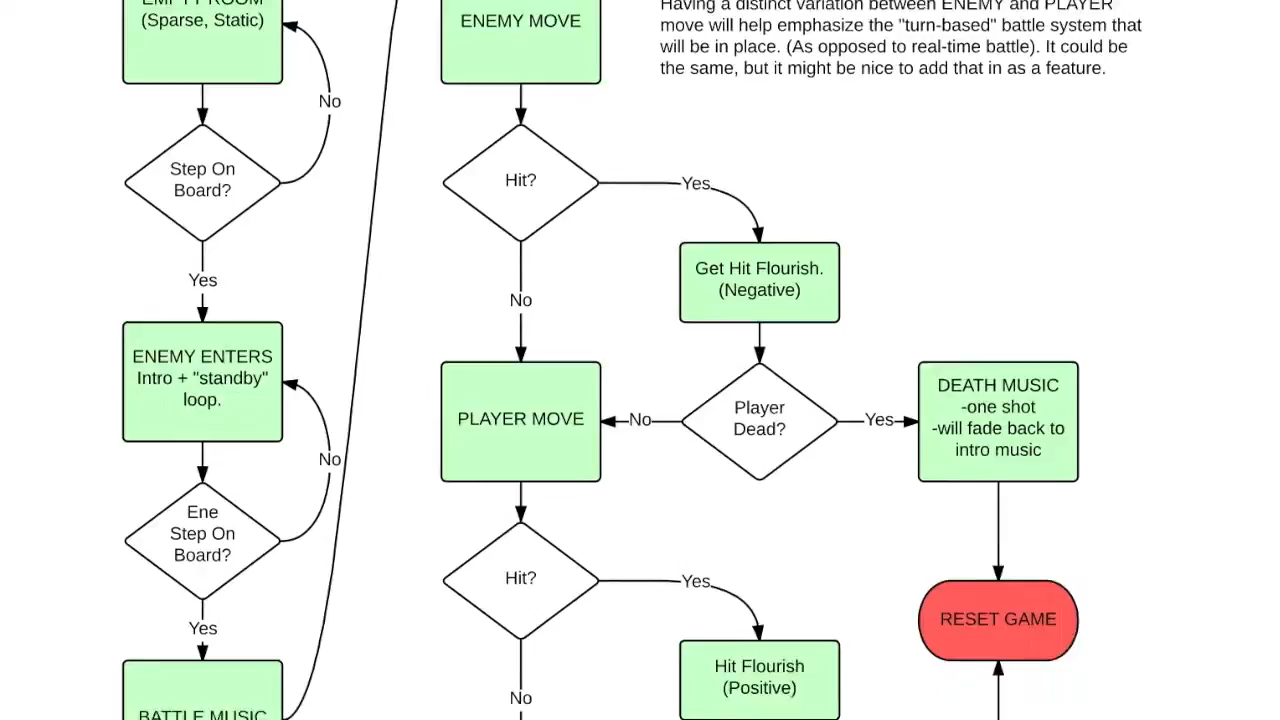 EMPTY ROOM
(Sparse, Static)
No
Step On
Board?
Yes
ENEMY ENTERS
Intro + "standby"
loop.
No
Ene
Step On
Board?
Yes
BATTLE MUSIC
ENEMY MOVE
Having a distinct variation between ENEMY and PLAYER
move will help emphasize the "turn-based" battle system that
will be in place. (As opposed to real-time battle). It could be
the same, but it might be nice to add that in as a feature.
Hit?
Yes
No
Get Hit Flourish.
(Negative)
PLAYER MOVE
No
Player
Dead?
Yes
DEATH MUSIC
-one shot
-will fade back to
intro music
Hit?
Yes
No
Hit Flourish
(Positive)
RESET GAME